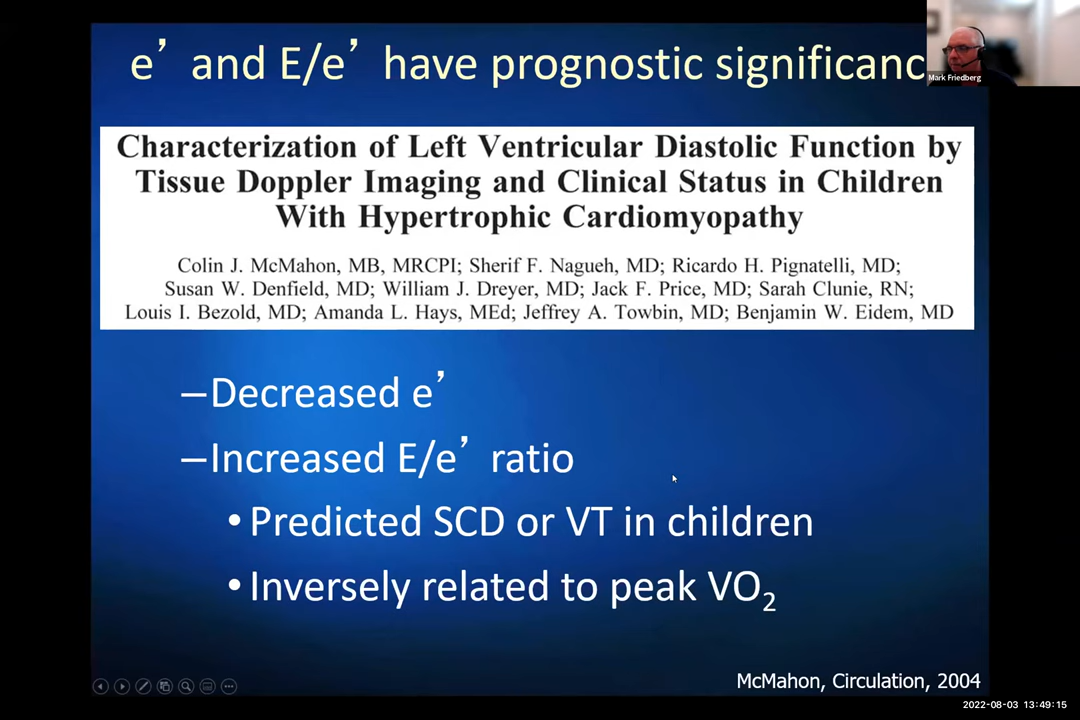 e’ and E/e’ have prognostic significanc
Mark Friedberg
Characterization of Left Ventricular Diastolic Function by
Tissue Doppler Imaging and Clinical Status in Children
With Hypertrophic Cardiomyopathy
Colin J. McMahon, MB, MRCPI; Sherif F. Nagueh, MD; Ricardo H. Pignatelli, MD;
Susan W. Denfield, MD; William J. Dreyer, MD; Jack F. Price, MD; Sarah Clunie, RN;
Louis I. Bezold, MD; Amanda L. Hays, MEd; Jeffrey A. Towbin, MD; Benjamin W. Eidem, MD
–Decreased e’
–Increased E/e’ ratio
•Predicted SCD or VT in children
•Inversely related to peak VO2
McMahon, Circulation, 2004
2022-08-03 13:49:15